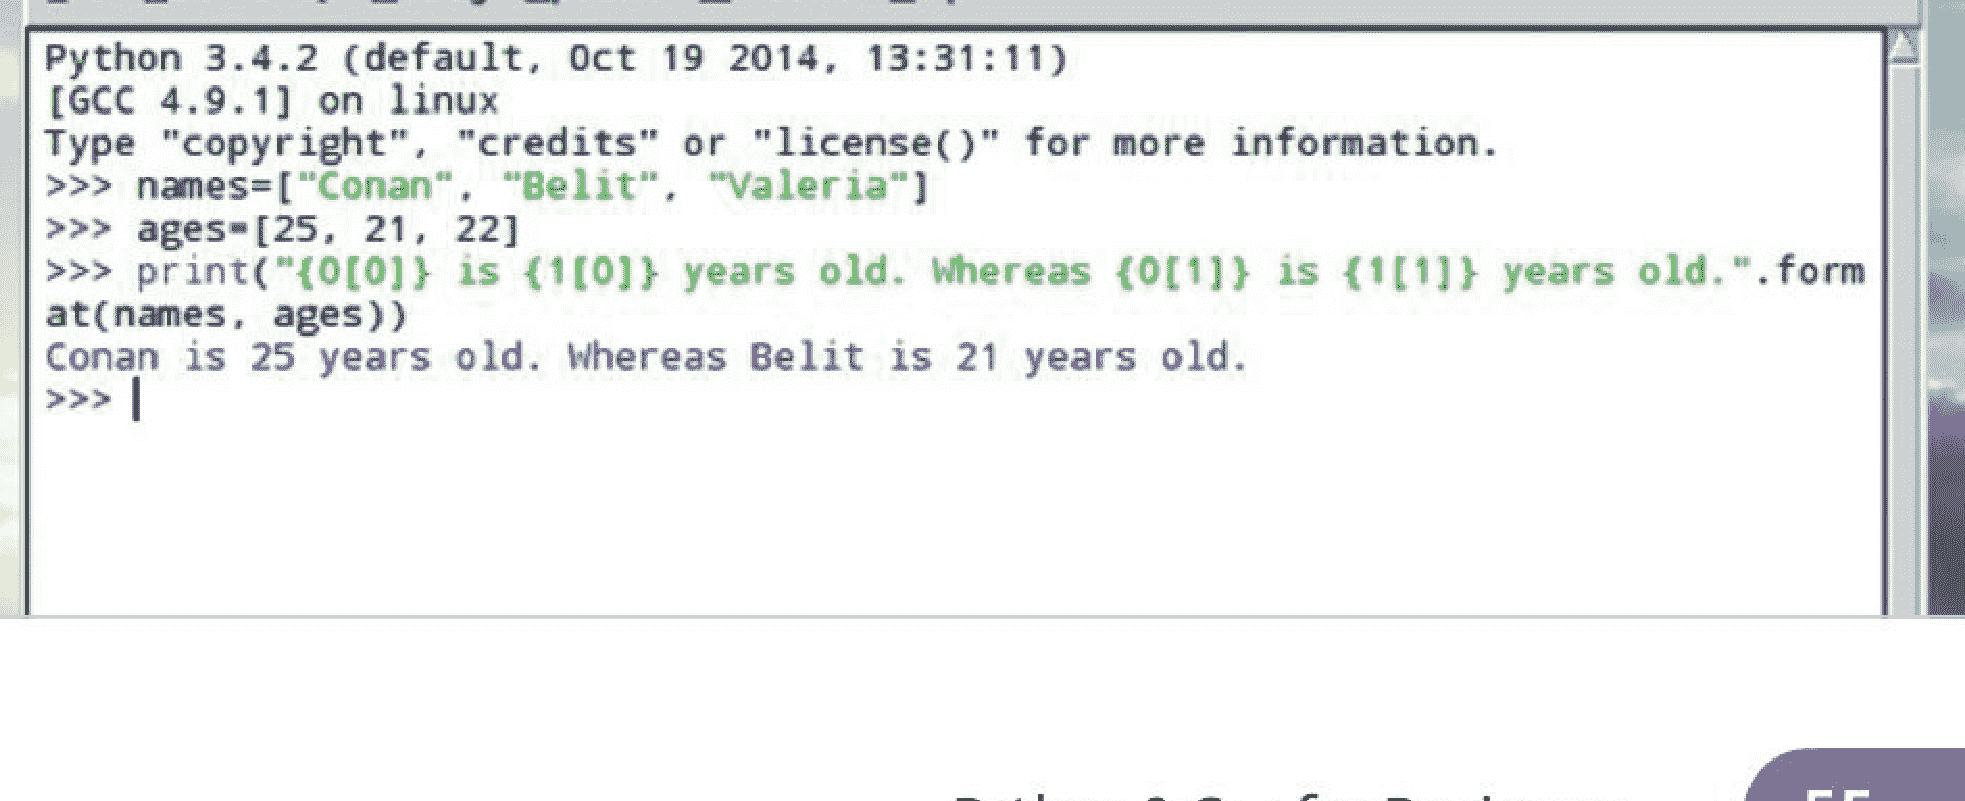 Python 3.4.2 (default, Oct 19 2014, 13:31:11)
[GCC 4.9.1] on linux
Type "copyright", "credits" or "license()" for more information.
>>> names=["Conan", "Belit", "Valeria"]
>>> ages=[25, 21, 22]
>>> print("{0[0]} is {1[0]} years old. Whereas {0[1]} is {1[1]} years old.".form
at(names, ages))
Conan is 25 years old. Whereas Belit is 21 years old.
>>>